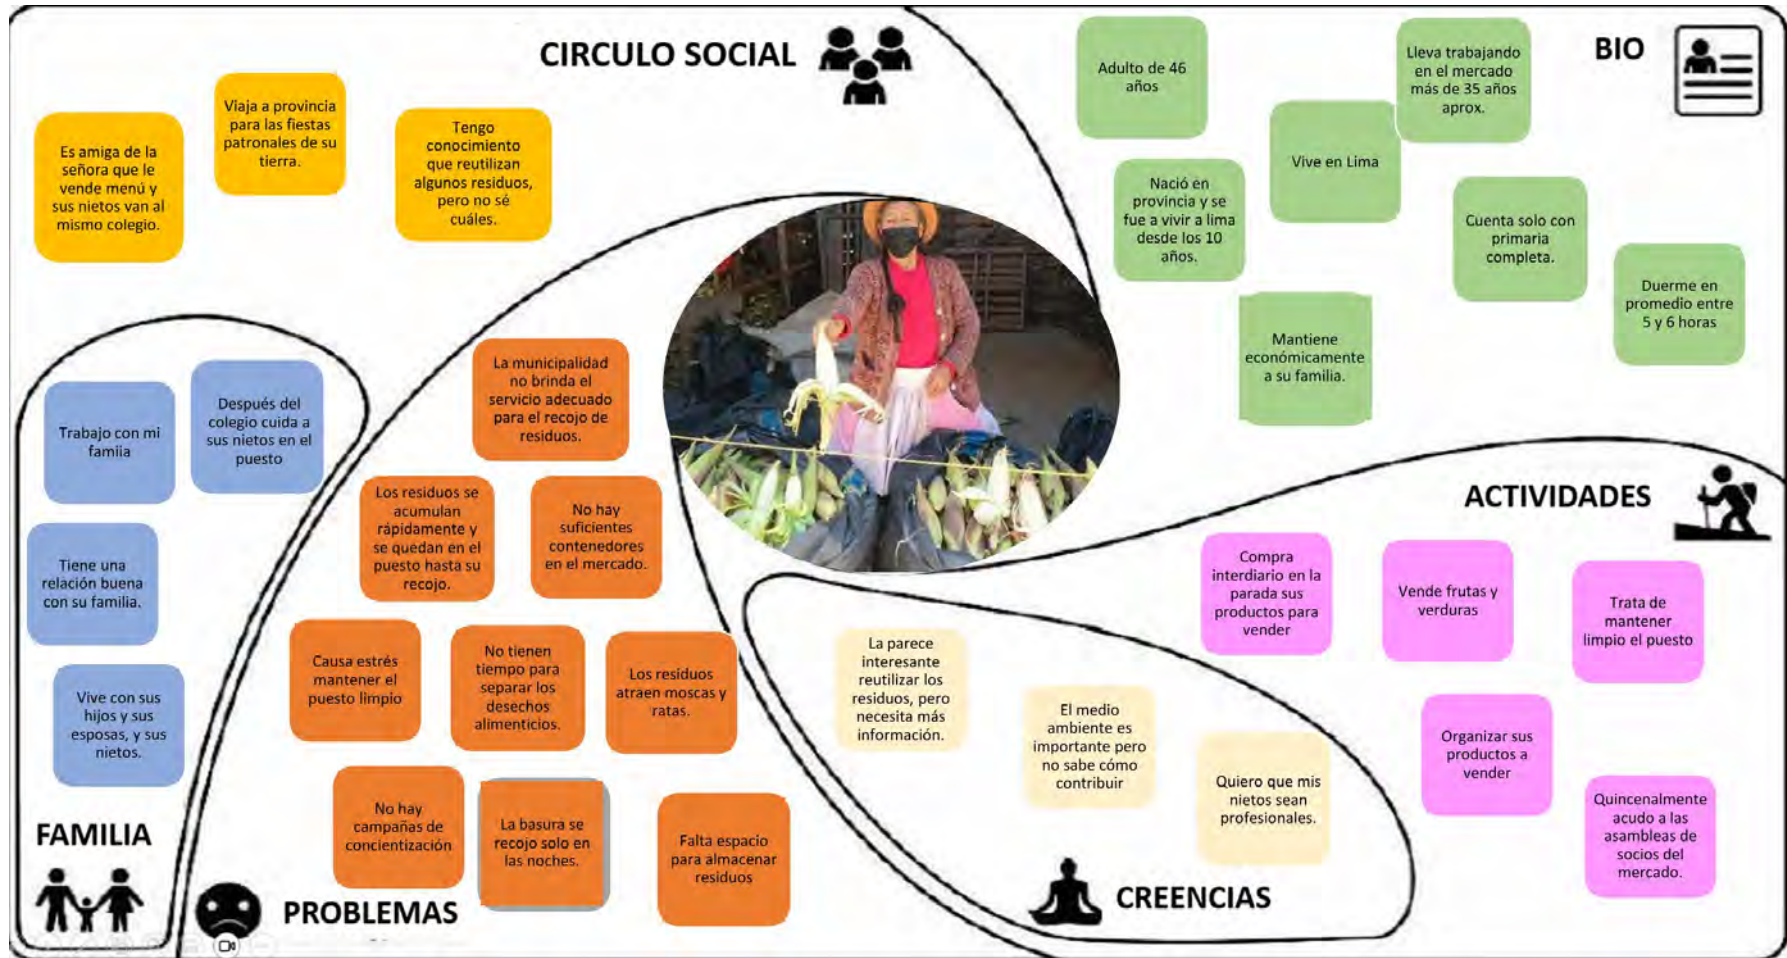 CIRCULO SOCIAL
Es amiga de la
señora que le
vende menú y
sus nietos van al
mismo colegio.
Viaja a provincia
para las fiestas
patronales de su
tierra.
Tengo
conocimiento
que reutilizan
algunos residuos,
pero no sé
cuáles.
BIO
Adulto de 46
años
Lleva trabajando
en el mercado
más de 35 años
aprox.
Vive en Lima
Nació en
provincia y se
fue a vivir a lima
desde los 10
años.
Cuenta solo con
primaria
completa.
Duerme en
promedio entre
5 y 6 horas
Mantiene
económicamente
a su familia.
Trabajo con mi
familia
Después del
colegio cuida a
sus nietos en el
puesto
Tiene una
relación buena
con su familia.
Vive con sus
hijos y sus
esposas, y sus
nietos.
FAMILIA
La municipalidad
no brinda el
servicio adecuado
para el recojo de
residuos.
Los residuos se
acumulan
rápidamente y
se quedan en el
puesto hasta su
recojo.
No hay
suficientes
contenedores
en el mercado.
Causa estrés
mantener el
puesto limpio
No tienen
tiempo para
separar los
desechos
alimenticios.
Los residuos
atraen moscas y
ratas.
No hay
campañas de
concientización
La basura se
recojo solo en
las noches.
Falta espacio
para almacenar
residuos
PROBLEMAS
La parece
interesante
reutilizar los
residuos, pero
necesita más
información.
El medio
ambiente es
importante pero
no sabe cómo
contribuir
Quiero que mis
nietos sean
profesionales.
CREENCIAS
ACTIVIDADES
Compra
interdiario en la
parada sus
productos para
vender
Vende frutas y
verduras
Trata de
mantener
limpio el puesto
Organizar sus
productos a
vender
Quincenalmente
acudo a las
asambleas de
socios del
mercado.